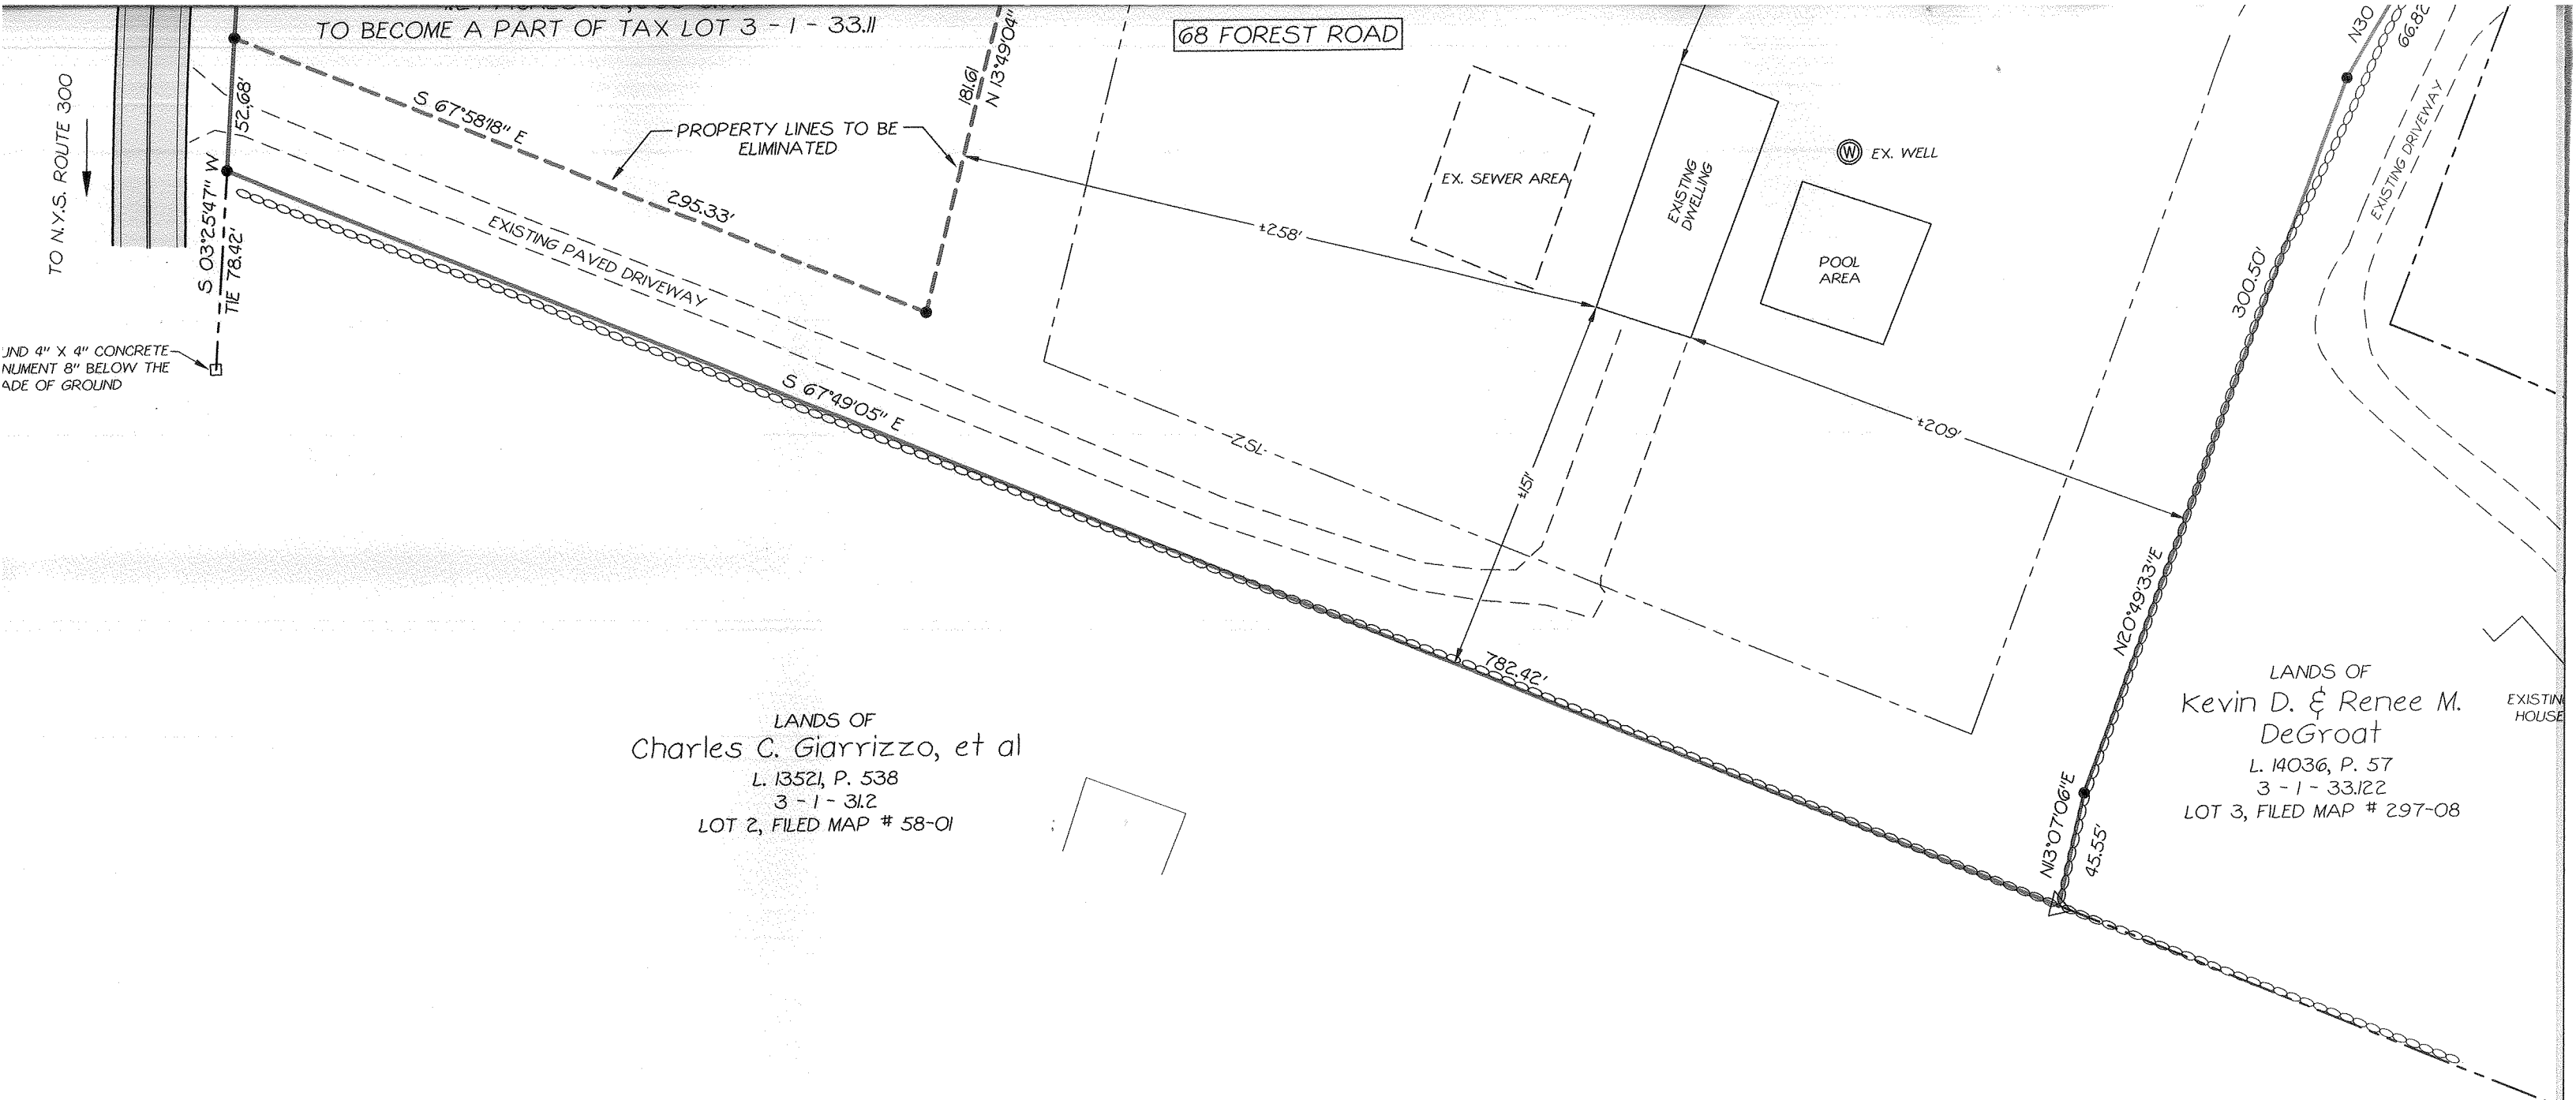 TO BECOME A PART OF TAX LOT 3 - 1 - 33.11
68 FOREST ROAD
TO N.Y.S. ROUTE 300
152.68'
S 67°58'18" E
295.33'
PROPERTY LINES TO BE
ELIMINATED
181.61
N 13°49'04"
S 03°25'47" W
TIE 78.42'
UND 4" X 4" CONCRETE
NUMENT 8" BELOW THE
ADE OF GROUND
EXISTING PAVED DRIVEWAY
S 67°49'05" E
782.42'
±258'
EX. SEWER AREA
EXISTING
DWELLING
W EX. WELL
POOL
AREA
ZSL
±151'
±209'
N30
66.82
EXISTING DRIVEWAY
300.50'
N20°49'33"E
N13°07'06"E
45.55'
LANDS OF
Charles C. Giarrizzo, et al
L. 13521, P. 538
3 - 1 - 31.2
LOT 2, FILED MAP # 58-01
LANDS OF
Kevin D. & Renee M.
DeGroat
L. 14036, P. 57
3 - 1 - 33.122
LOT 3, FILED MAP # 297-08
EXISTIN
HOUSE